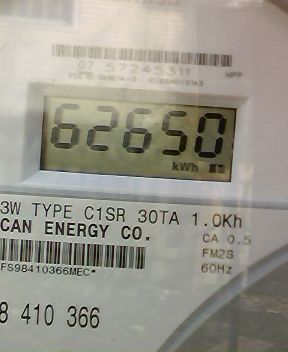 07 57245311 HPP
62650
kWh
3W TYPE C1SR 30TA 1.0Kh
CAN ENERGY CO.
CA 0.5
FM2S
60Hz
FS98410366MEC*
8 410 366